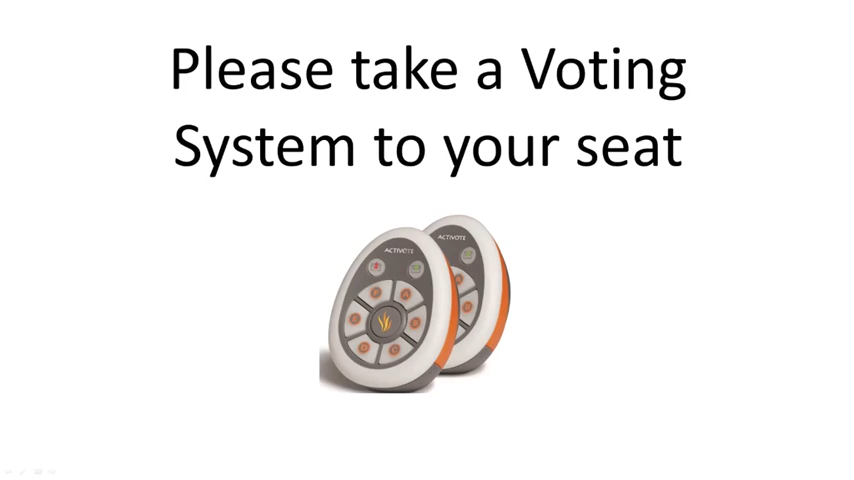 Please take a Voting
System to your seat
ACTIVOTE
ACTIVOTE
F A
E B
D C
A
B